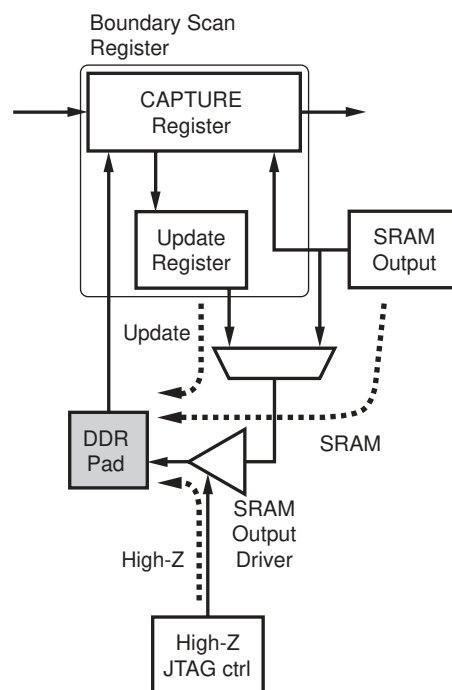 Boundary Scan
Register
CAPTURE
Register
Update
Register
SRAM
Output
Update
SRAM
DDR
Pad
SRAM
Output
Driver
High-Z
High-Z
JTAG ctrl